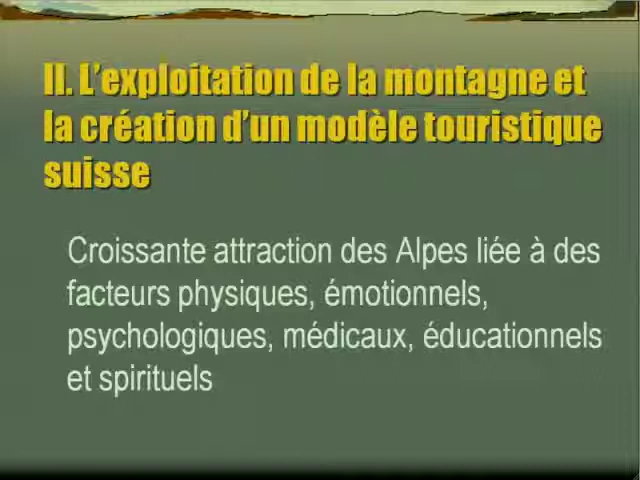 II. L’exploitation de la montagne et
la création d’un modèle touristique
suisse
Croissante attraction des Alpes liée à des
facteurs physiques, émotionnels,
psychologiques, médicaux, éducationnels
et spirituels